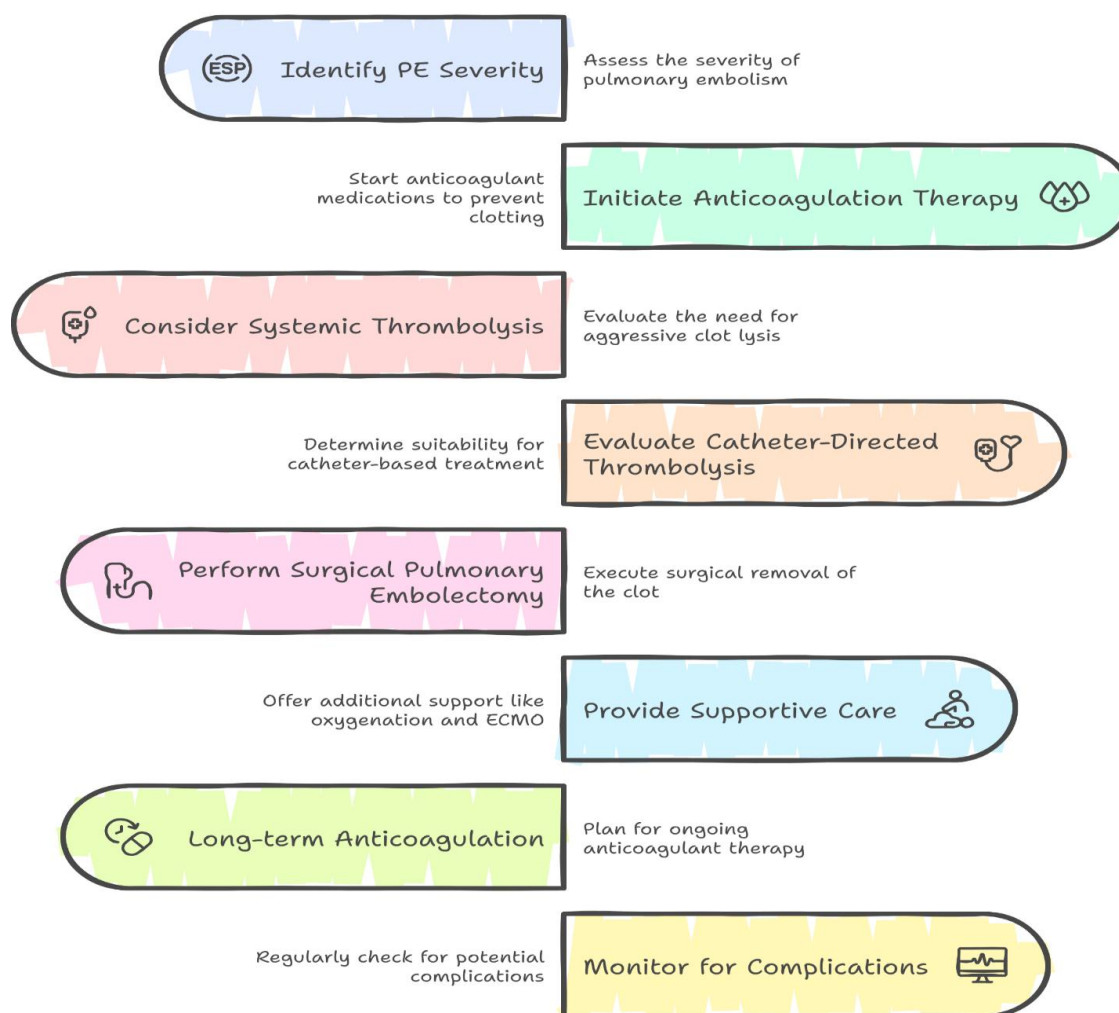 (ESP) Identify PE Severity
Assess the severity of
pulmonary embolism
Start anticoagulant
medications to prevent
clotting
Initiate Anticoagulation Therapy
Consider Systemic Thrombolysis
Evaluate the need for
aggressive clot lysis
Determine suitability for
catheter-based treatment
Evaluate Catheter-Directed
Thrombolysis
Perform Surgical Pulmonary
Embolectomy
Execute surgical removal of
the clot
Offer additional support like
oxygenation and ECMO
Provide Supportive Care
Long-term Anticoagulation
Plan for ongoing
anticoagulant therapy
Regularly check for potential
complications
Monitor for Complications